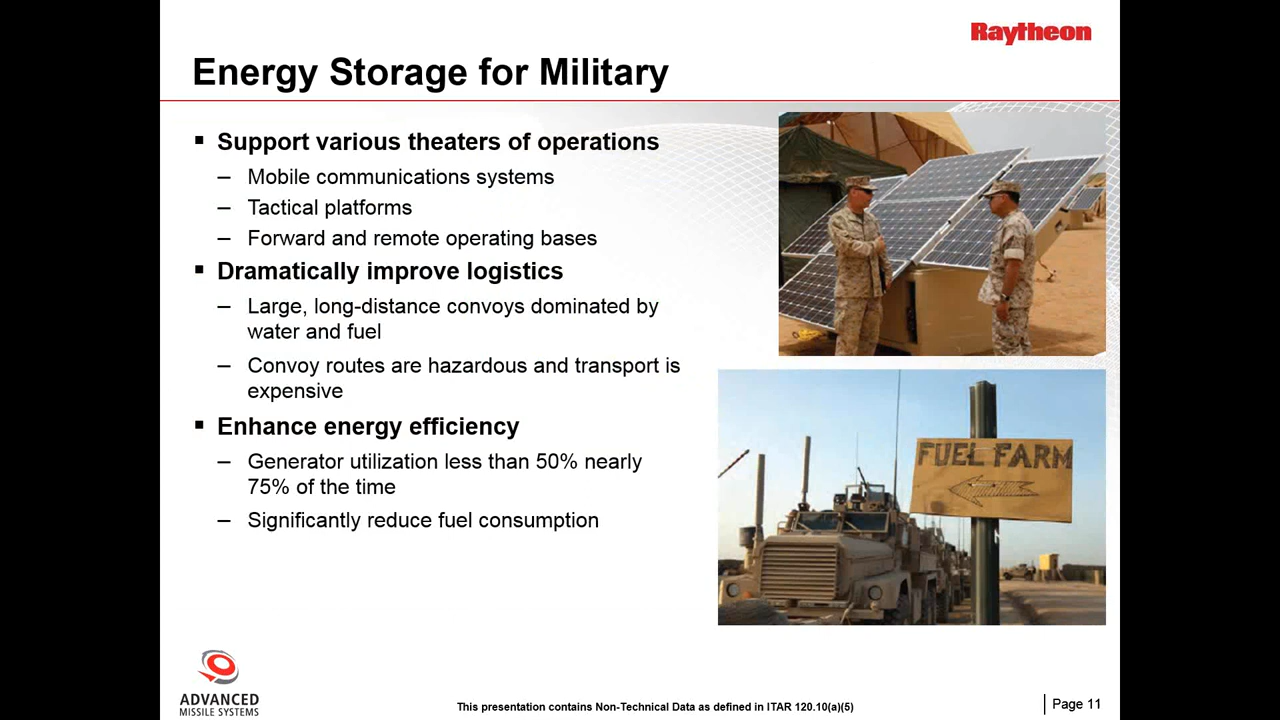 Raytheon
Energy Storage for Military
▪ Support various theaters of operations
– Mobile communications systems
– Tactical platforms
– Forward and remote operating bases
▪ Dramatically improve logistics
– Large, long-distance convoys dominated by
water and fuel
– Convoy routes are hazardous and transport is
expensive
▪ Enhance energy efficiency
– Generator utilization less than 50% nearly
75% of the time
– Significantly reduce fuel consumption
FUEL FARM
ADVANCED
MISSILE SYSTEMS
This presentation contains Non-Technical Data as defined in ITAR 120.10(a)(5)
Page 11